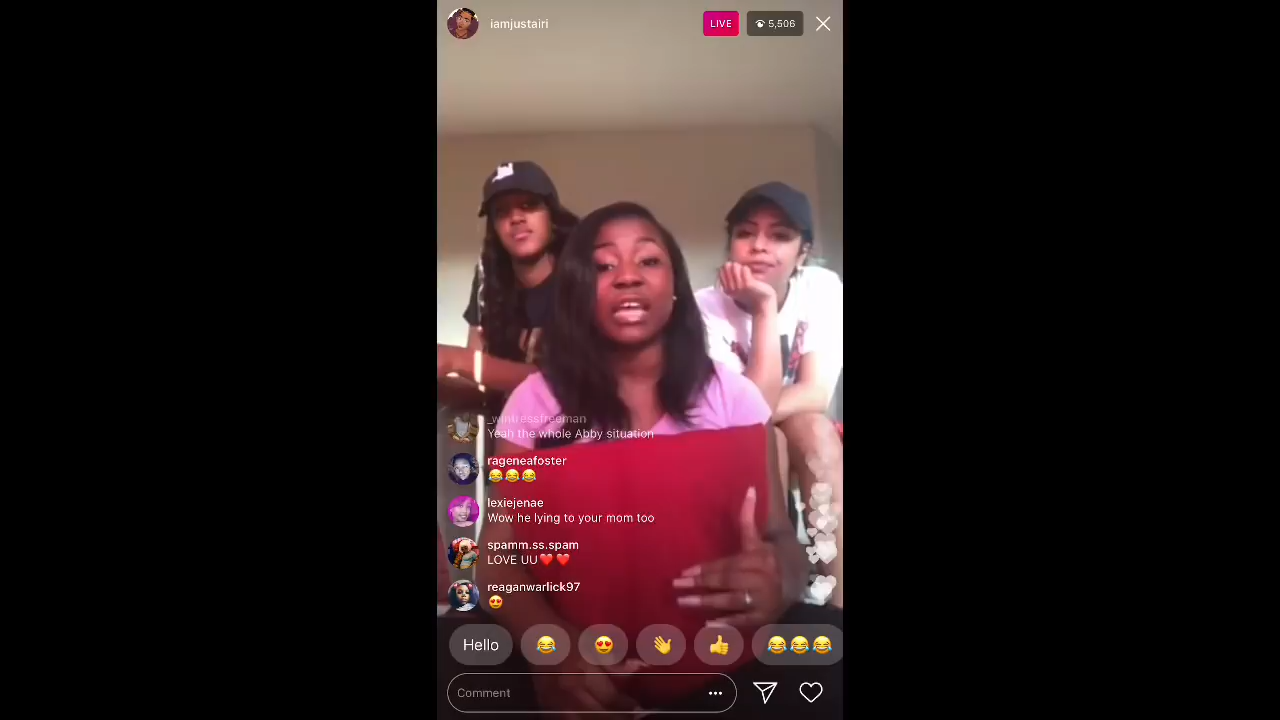 iamjustairi
LIVE
5,506
_wintressfreeman
Yeah the whole Abby situation
rageneafoster
😂😂😂
lexiejenae
Wow he lying to your mom too
spamm.ss.spam
LOVE UU❤️❤️
reaganwarlick97
😍
Hello 😂 😍 👋 👍 😂😂😂
Comment